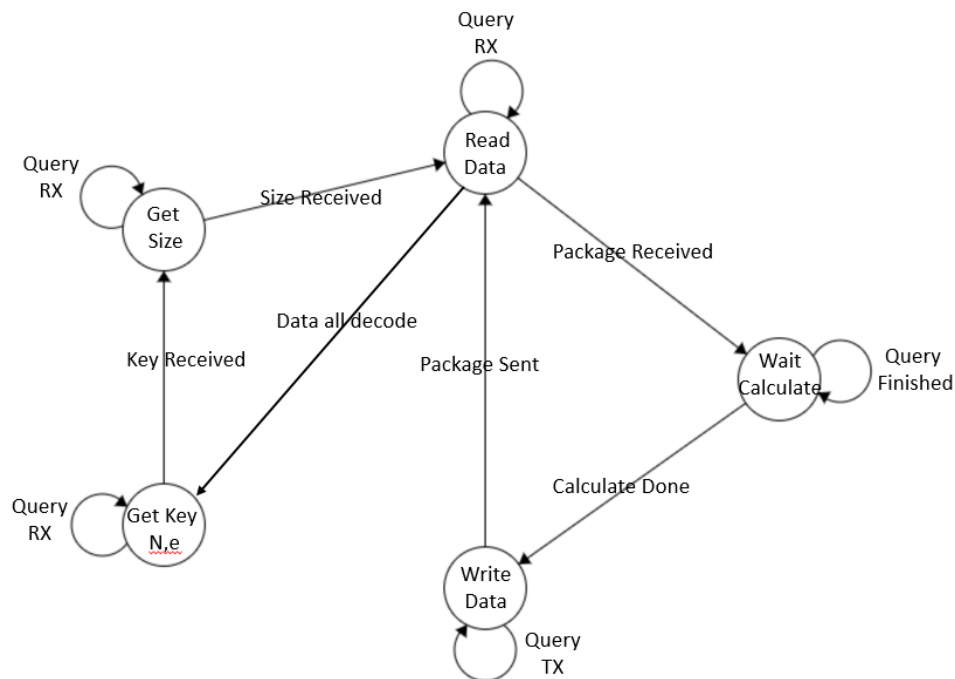 Query
RX
Read
Data
Query
RX
Get
Size
Size Received
Package Received
Data all decode
Key Received
Package Sent
Wait
Calculate
Query
Finished
Calculate Done
Query
RX
Get Key
N,e
Write
Data
Query
TX